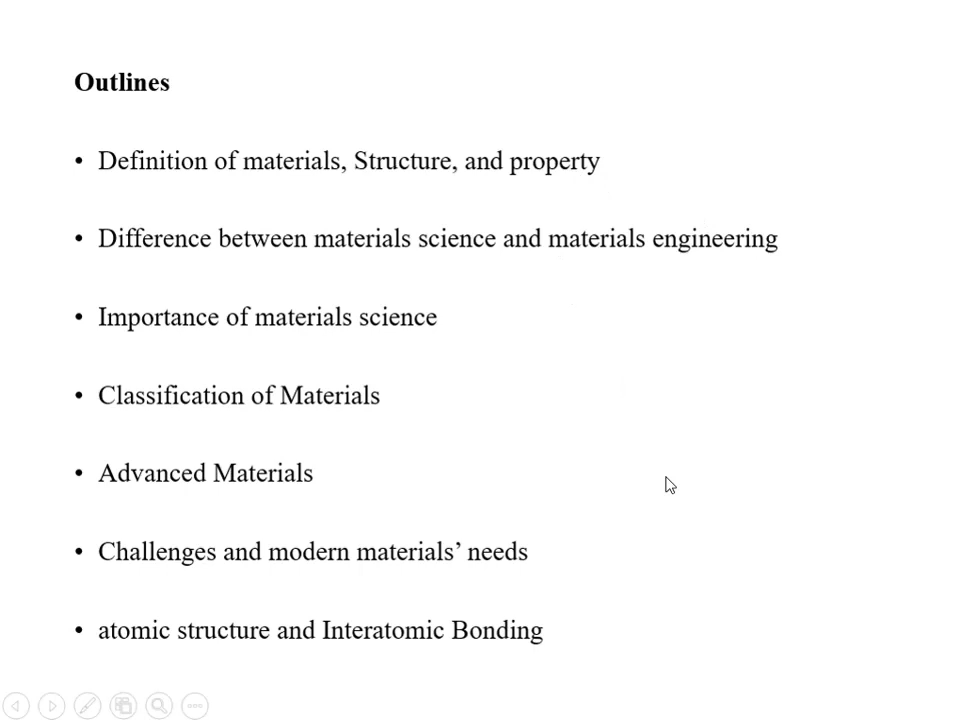 Outlines
• Definition of materials, Structure, and property
• Difference between materials science and materials engineering
• Importance of materials science
• Classification of Materials
• Advanced Materials
• Challenges and modern materials’ needs
• atomic structure and Interatomic Bonding